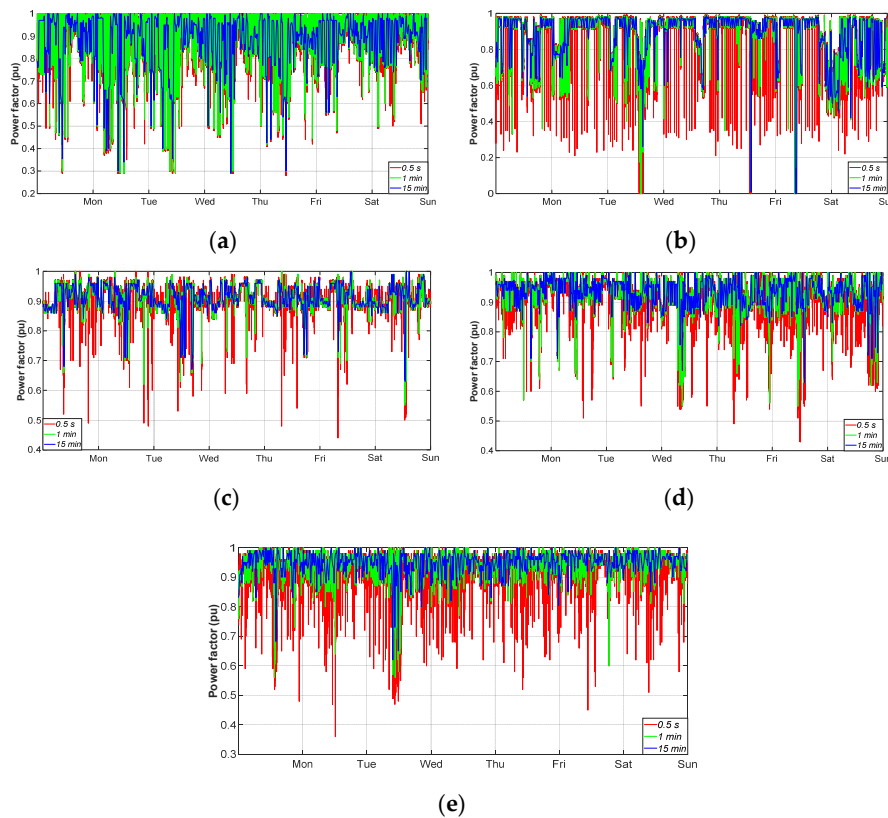 Power factor (pu)
1
0.9
0.8
0.7
0.6
0.5
0.4
0.3
0.2
Mon Tue Wed Thu Fri Sat Sun
0.5 s
1 min
15 min
(a)
Power factor (pu)
1
0.8
0.6
0.4
0.2
0
Mon Tue Wed Thu Fri Sat Sun
0.5 s
1 min
15 min
(b)
Power factor (pu)
1
0.9
0.8
0.7
0.6
0.5
0.4
Mon Tue Wed Thu Fri Sat Sun
0.5 s
1 min
15 min
(c)
Power factor (pu)
1
0.9
0.8
0.7
0.6
0.5
0.4
Mon Tue Wed Thu Fri Sat Sun
0.5 s
1 min
15 min
(d)
Power factor (pu)
1
0.9
0.8
0.7
0.6
0.5
0.4
0.3
Mon Tue Wed Thu Fri Sat Sun
0.5 s
1 min
15 min
(e)